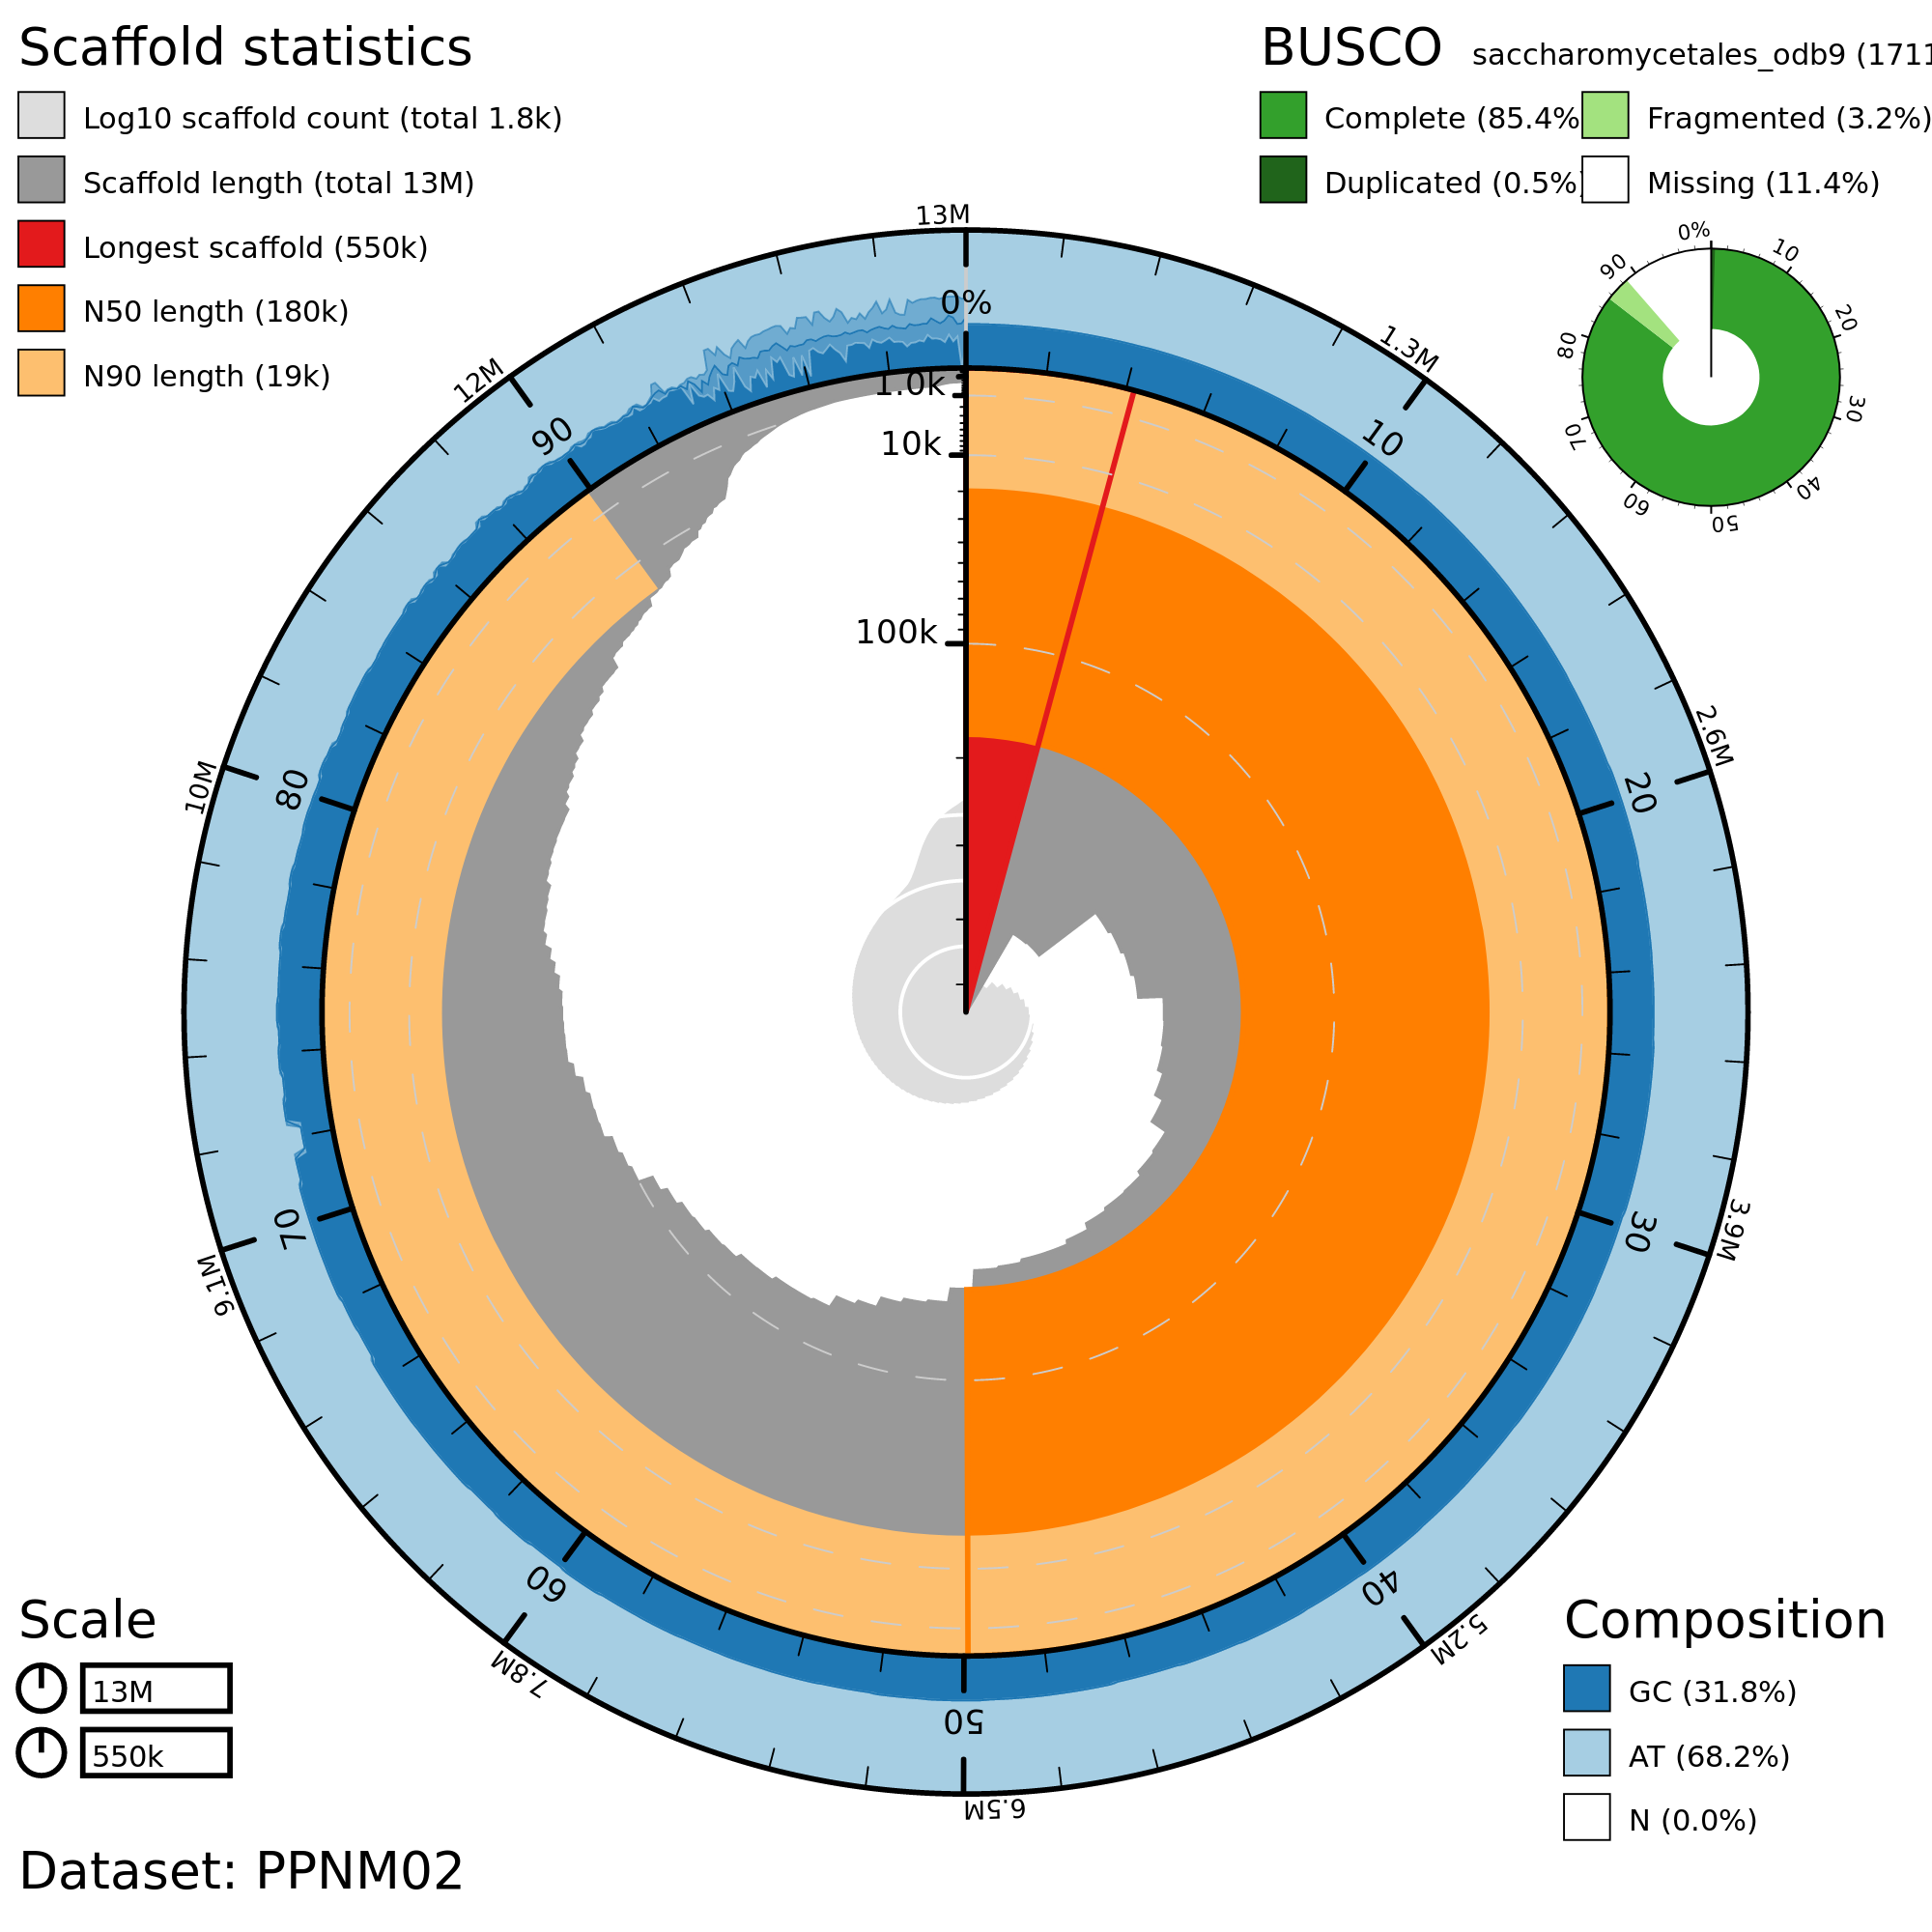 Scaffold statistics
Log10 scaffold count (total 1.8k)
Scaffold length (total 13M)
Longest scaffold (550k)
N50 length (180k)
N90 length (19k)
BUSCO saccharomycetales_odb9 (1711
Complete (85.4%
Fragmented (3.2%)
Duplicated (0.5%)
Missing (11.4%)
0%
10
20
30
40
50
60
70
80
90
13M
1.3M
2.6M
3.9M
5.2M
6.5M
7.8M
9.1M
10M
12M
0%
10
20
30
40
50
60
70
80
90
1.0k
10k
100k
Scale
13M
550k
Composition
GC (31.8%)
AT (68.2%)
N (0.0%)
Dataset: PPNM02